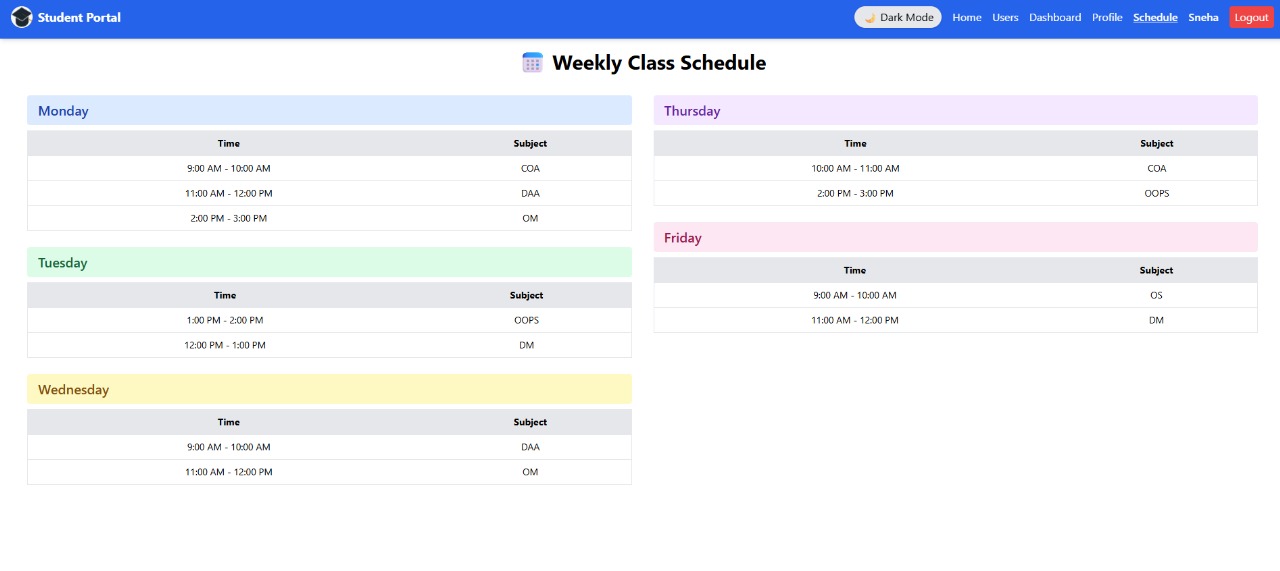 Student Portal
🌙 Dark Mode Home Users Dashboard Profile Schedule Sneha Logout
Weekly Class Schedule
Monday
Time Subject
9:00 AM - 10:00 AM COA
11:00 AM - 12:00 PM DAA
2:00 PM - 3:00 PM OM
Tuesday
Time Subject
1:00 PM - 2:00 PM OOPS
12:00 PM - 1:00 PM DM
Wednesday
Time Subject
9:00 AM - 10:00 AM DAA
11:00 AM - 12:00 PM OM
Thursday
Time Subject
10:00 AM - 11:00 AM COA
2:00 PM - 3:00 PM OOPS
Friday
Time Subject
9:00 AM - 10:00 AM OS
11:00 AM - 12:00 PM DM